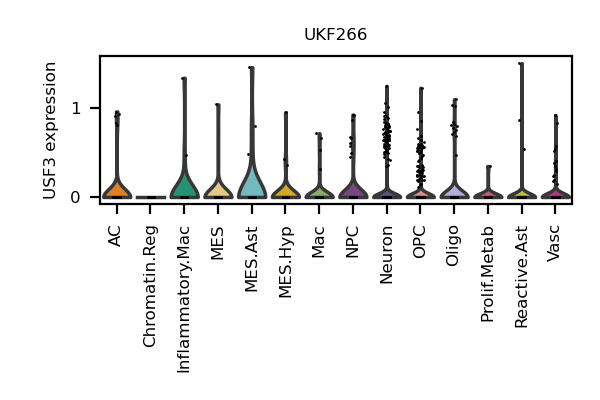 UKF266
USF3 expression
1
0
AC
Chromatin.Reg
Inflammatory.Mac
MES
MES.Ast
MES.Hyp
Mac
NPC
Neuron
OPC
Oligo
Prolif.Metab
Reactive.Ast
Vasc